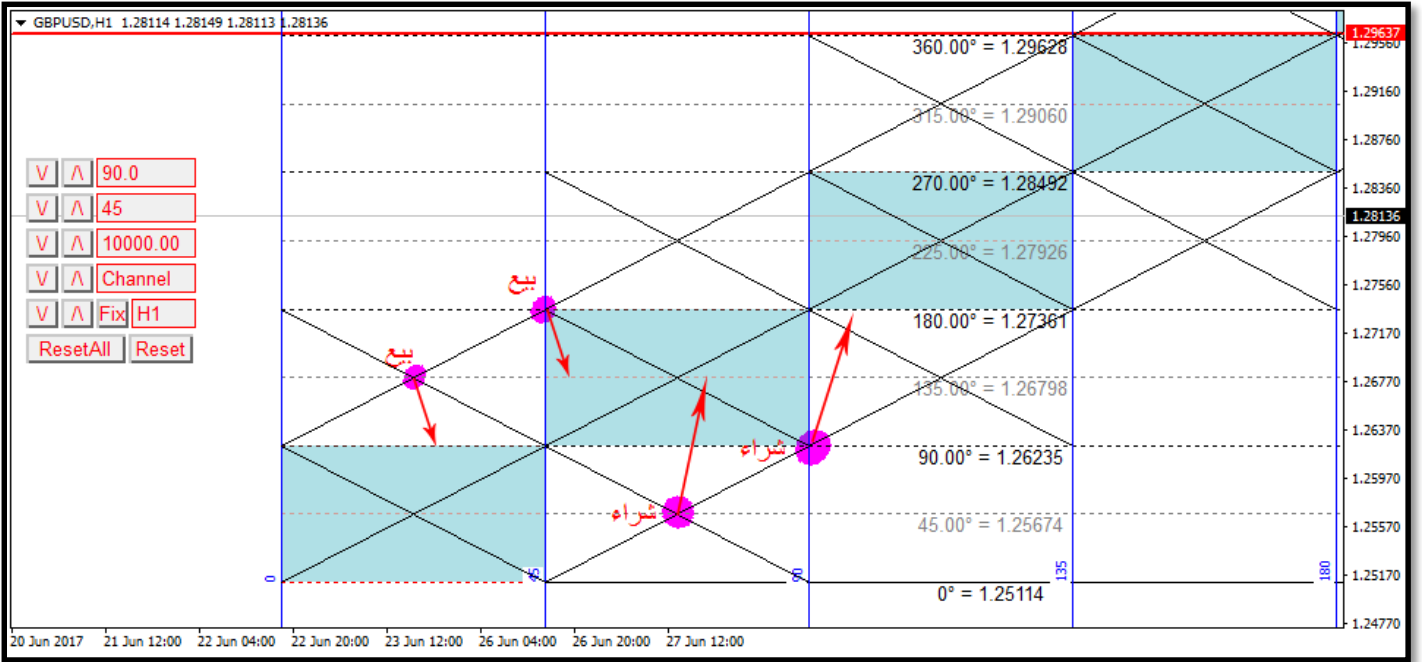 GBPUSD,H1 1.28114 1.28149 1.28113 1.28136
1.29637
1.29560
360.00° = 1.29628
1.29160
315.00° = 1.29060
1.28760
\/ /\ 90.0
270.00° = 1.28492
1.28360
\/ /\ 45
1.28136
\/ /\ 10000.00
225.00° = 1.27926
1.27960
\/ /\ Channel
بيع
1.27560
\/ /\ Fix H1
180.00° = 1.27361
1.27170
ResetAll Reset
بيع
135.00° = 1.26798
1.26770
شراء
90.00° = 1.26235
1.26370
1.25970
شراء
45.00° = 1.25674
1.25570
0 45 90 135 180
1.25170
0° = 1.25114
1.24770
20 Jun 2017 21 Jun 12:00 22 Jun 04:00 22 Jun 20:00 23 Jun 12:00 26 Jun 04:00 26 Jun 20:00 27 Jun 12:00